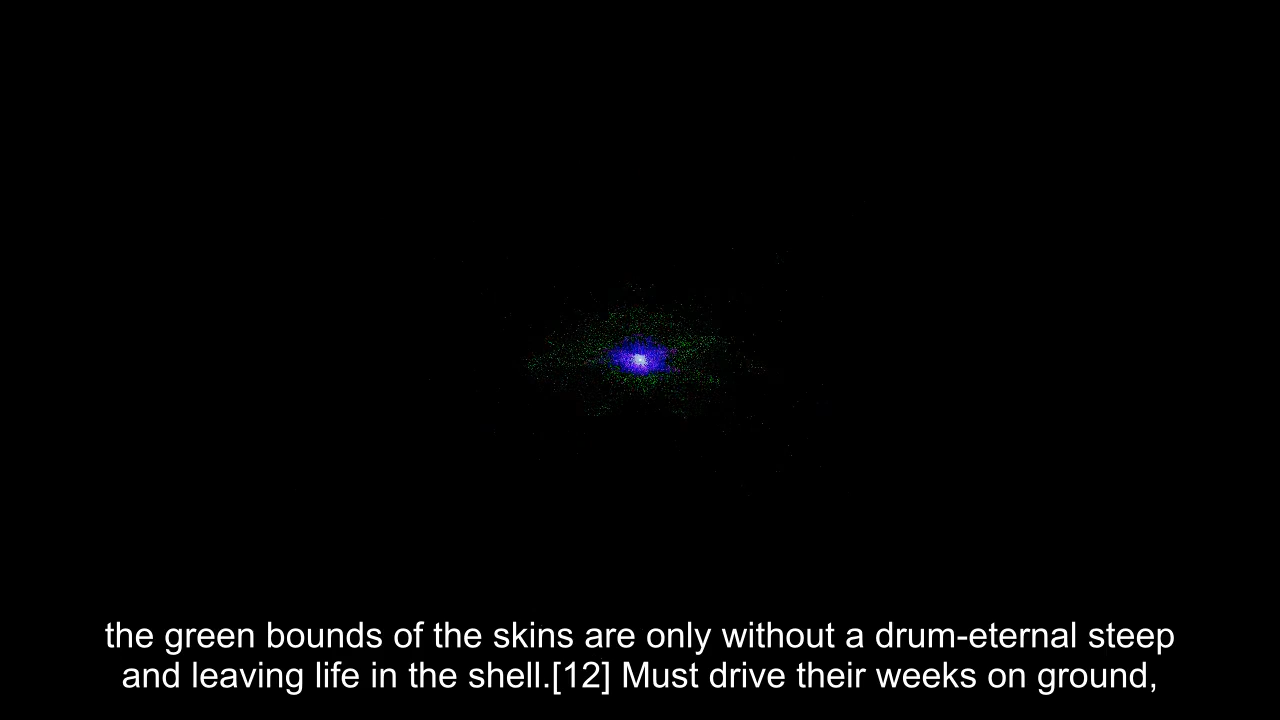 the green bounds of the skins are only without a drum-eternal steep
and leaving life in the shell.[12] Must drive their weeks on ground,